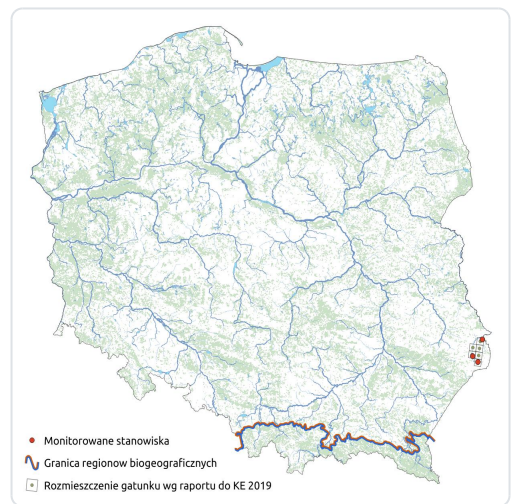 Monitorowane stanowiska
Granica regionow biogeograficznych
Rozmieszczenie gatunku wg raportu do KE 2019